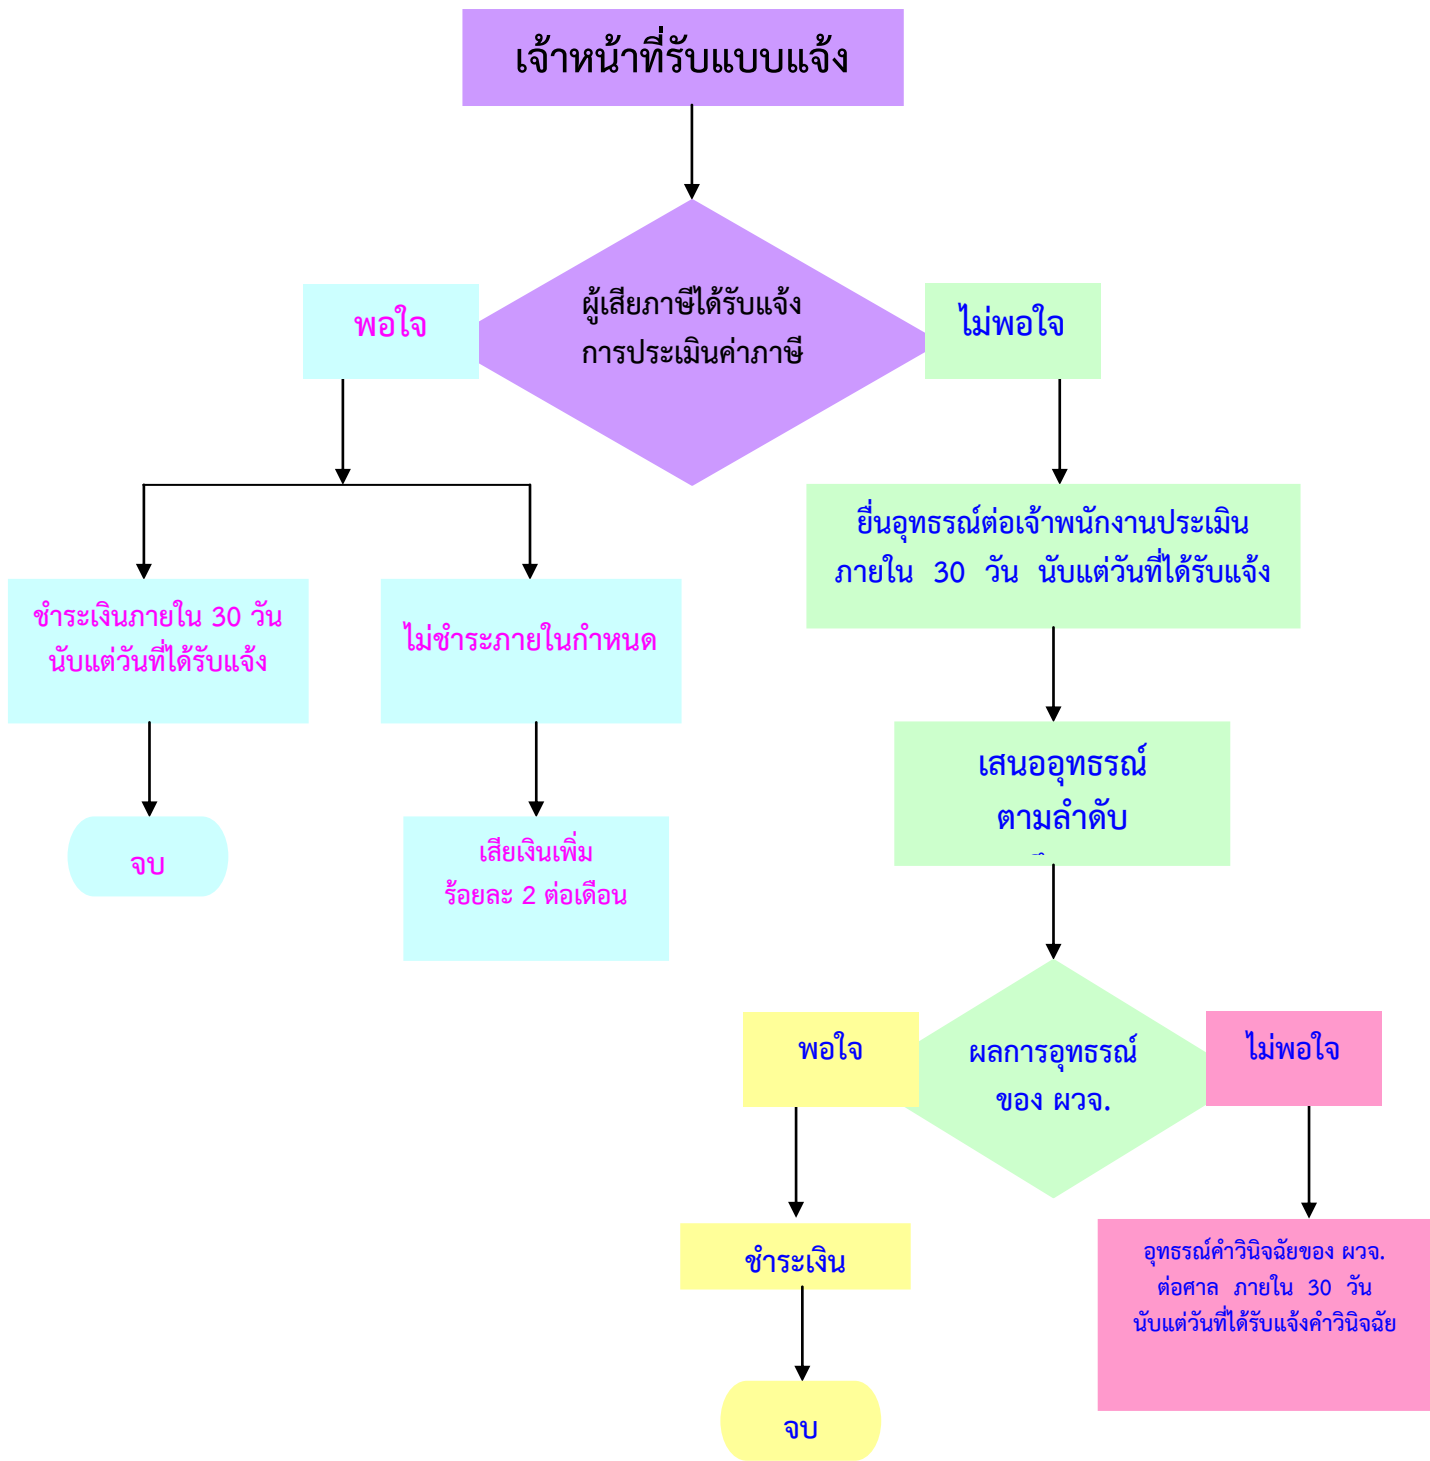 เจ้าหน้าที่รับแบบแจ้ง
ผู้เสียภาษีได้รับแจ้ง
การประเมินค่าภาษี
พอใจ
ไม่พอใจ
ยื่นอุทธรณ์ต่อเจ้าพนักงานประเมิน
ภายใน 30 วัน นับแต่วันที่ได้รับแจ้ง
ชำระเงินภายใน 30 วัน
นับแต่วันที่ได้รับแจ้ง
ไม่ชำระภายในกำหนด
เสนออุทธรณ์
ตามลำดับ
จบ
เสียเงินเพิ่ม
ร้อยละ 2 ต่อเดือน
พอใจ
ผลการอุทธรณ์
ของ ผวจ.
ไม่พอใจ
ชำระเงิน
อุทธรณ์คำวินิจฉัยของ ผวจ.
ต่อศาล ภายใน 30 วัน
นับแต่วันที่ได้รับแจ้งคำวินิจฉัย
จบ